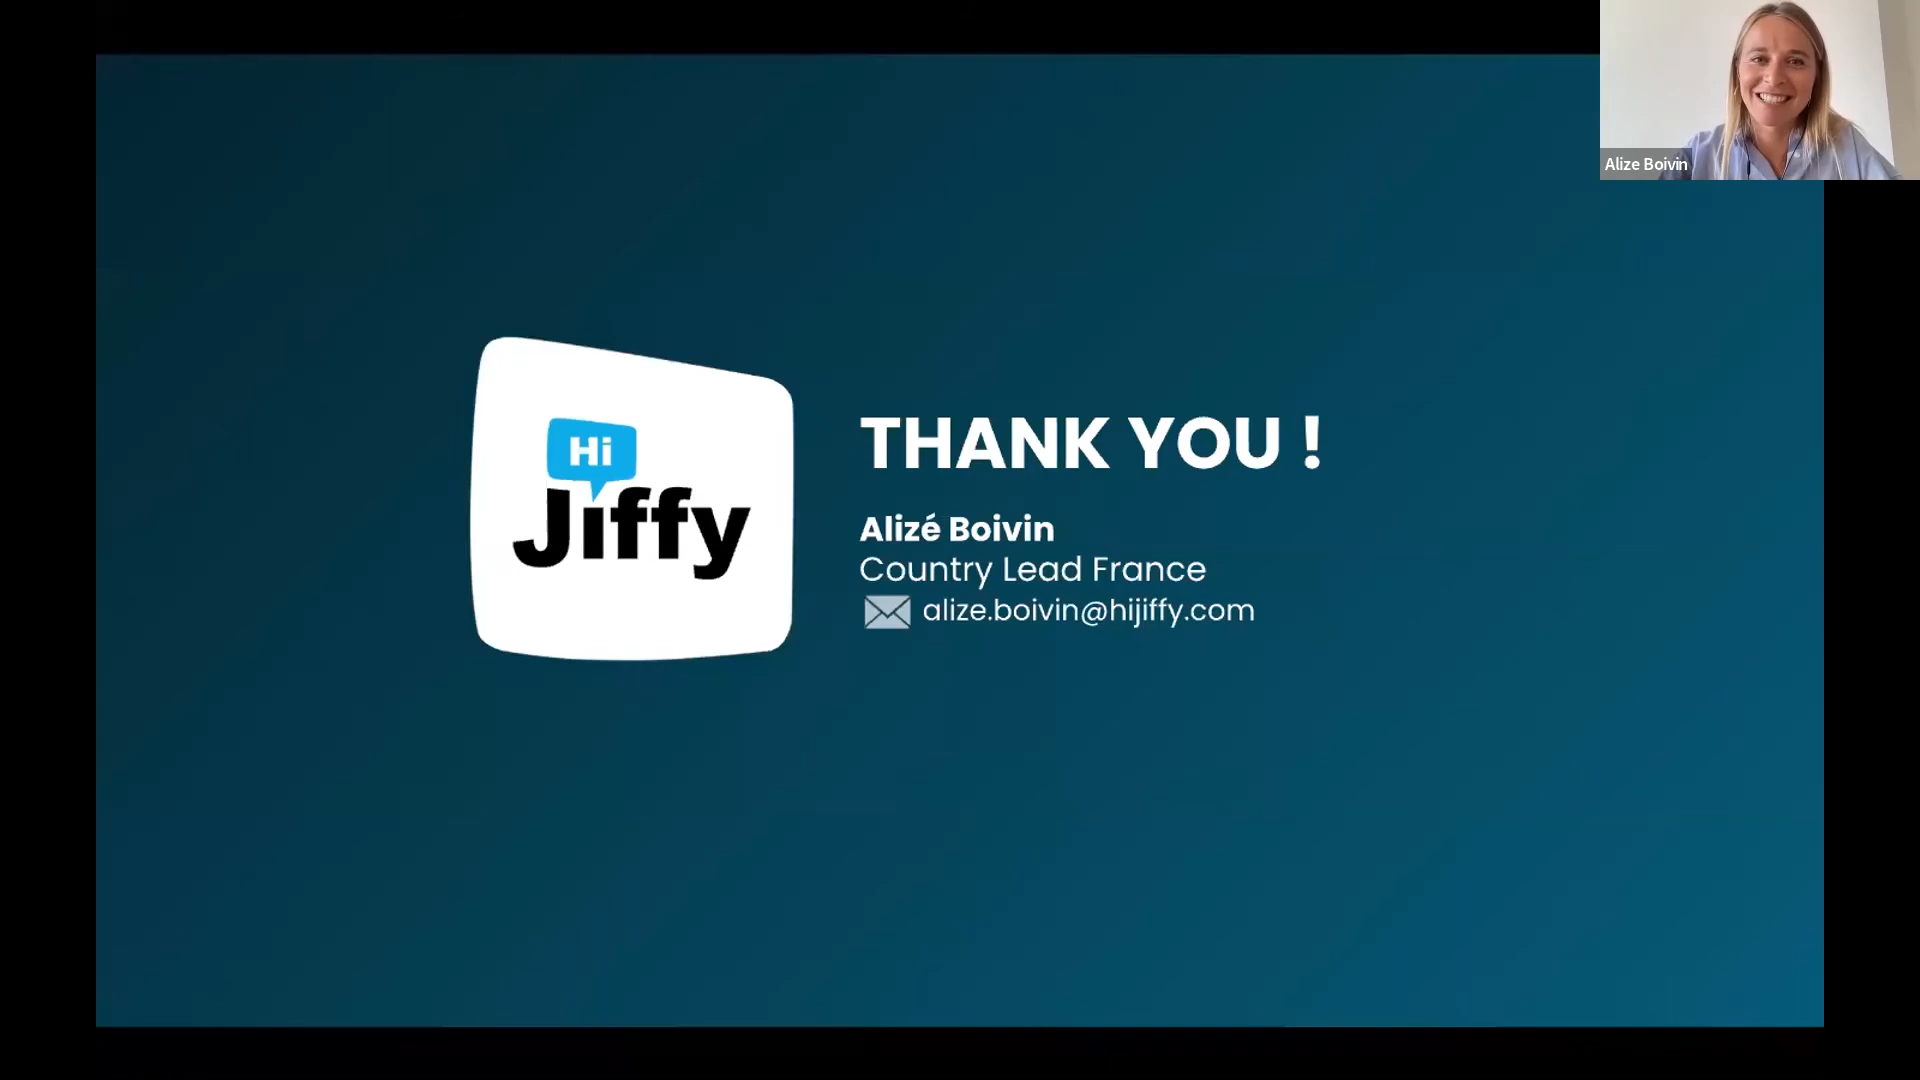 Alize Boivin
Hi
Jiffy
THANK YOU !
Alizé Boivin
Country Lead France
alize.boivin@hijiffy.com